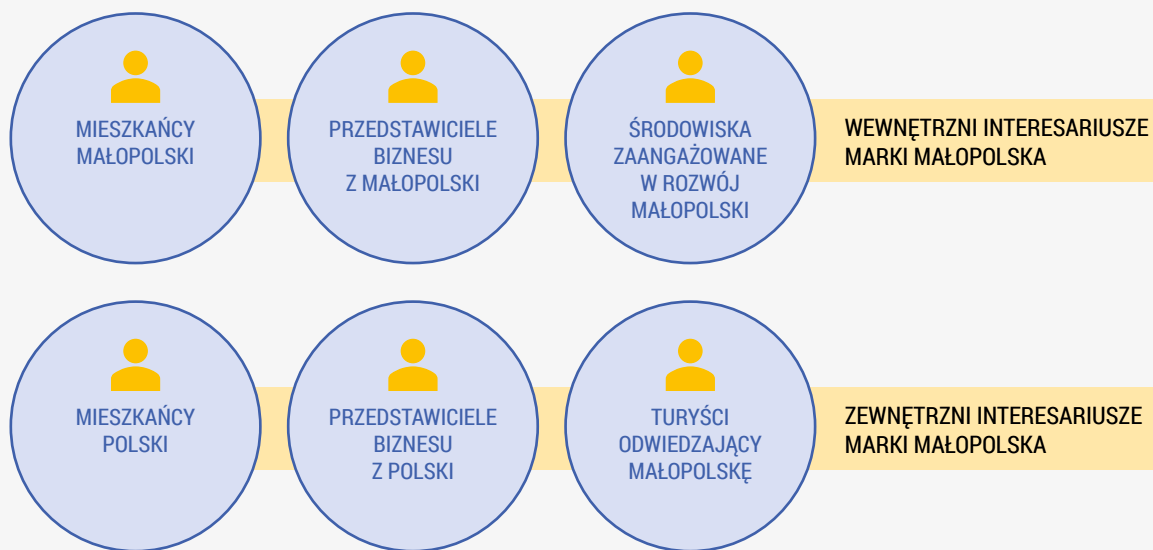 MIESZKAŃCY
MAŁOPOLSKI
PRZEDSTAWICIELE
BIZNESU
Z MAŁOPOLSKI
ŚRODOWISKA
ZAANGAŻOWANE
W ROZWÓJ
MAŁOPOLSKI
WEWNĘTRZNI INTERESARIUSZE
MARKI MAŁOPOLSKA
MIESZKAŃCY
POLSKI
PRZEDSTAWICIELE
BIZNESU
Z POLSKI
TURYŚCI
ODWIEDZAJĄCY
MAŁOPOLSKĘ
ZEWNĘTRZNI INTERESARIUSZE
MARKI MAŁOPOLSKA